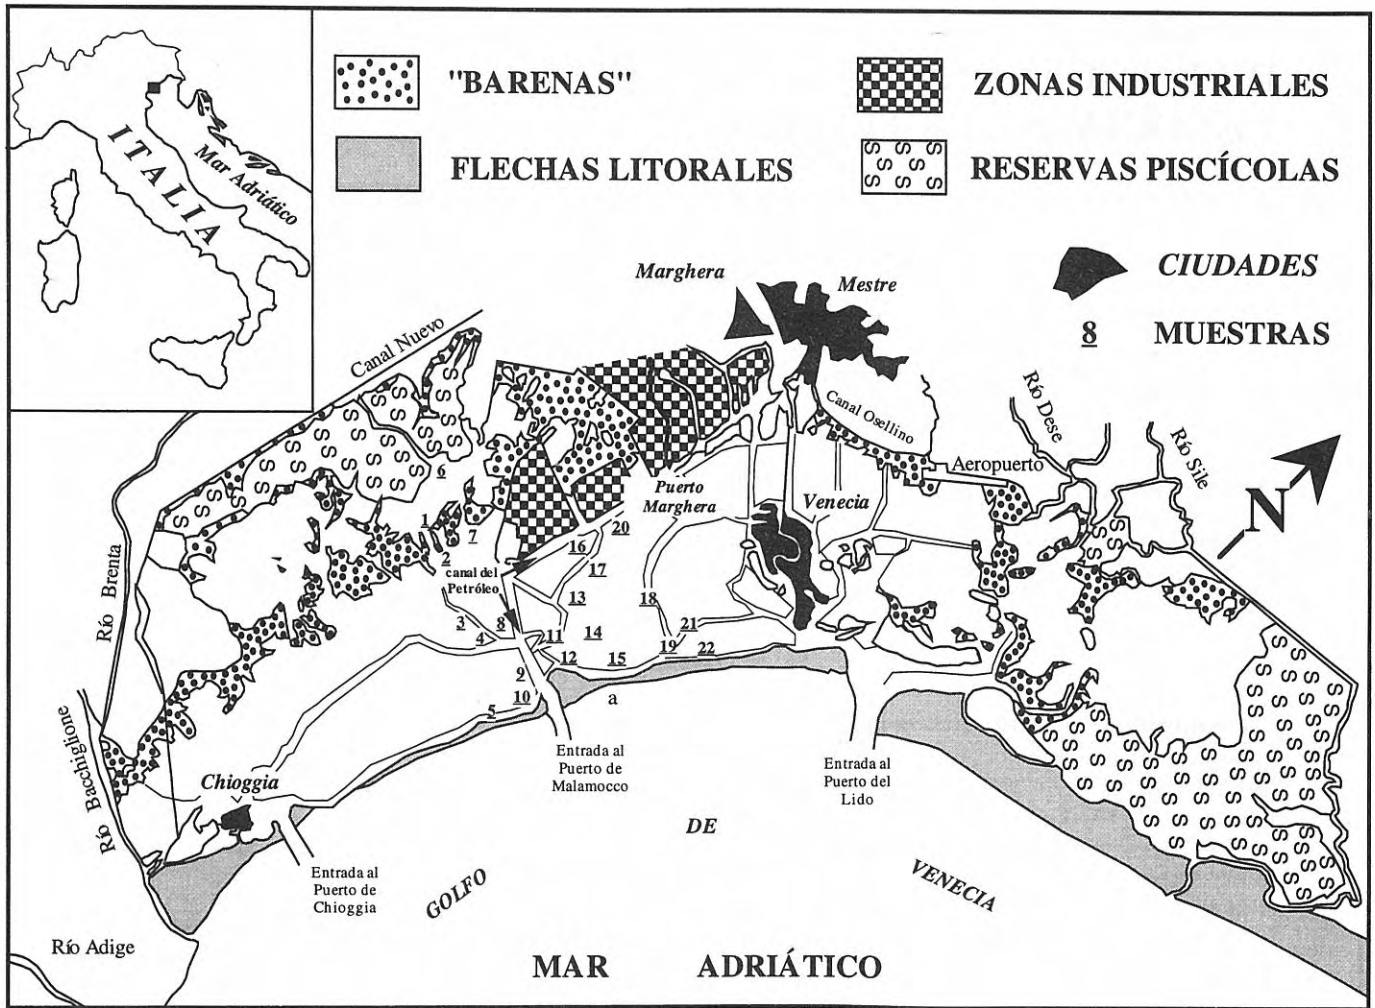 ITALIA
Mar Adriático
"BARENAS"
ZONAS INDUSTRIALES
FLECHAS LITORALES
RESERVAS PISCÍCOLAS
CIUDADES
8 MUESTRAS
Marghera
Mestre
Canal Nuevo
Canal Osellino
Río Dese
Río Sile
Aeropuerto
N
Puerto
Marghera
Venecia
Río Brenta
6
1
7
2
20
16
17
canal del
Petróleo
13
18
3
8
4
11
14
21
19
22
12
15
9
10
5
a
Río Bacchiglione
Chioggia
Entrada al
Puerto de
Malamocco
Entrada al
Puerto del
Lido
Entrada al
Puerto de
Chioggia
GOLFO
DE
VENECIA
Río Adige
MAR ADRIÁTICO